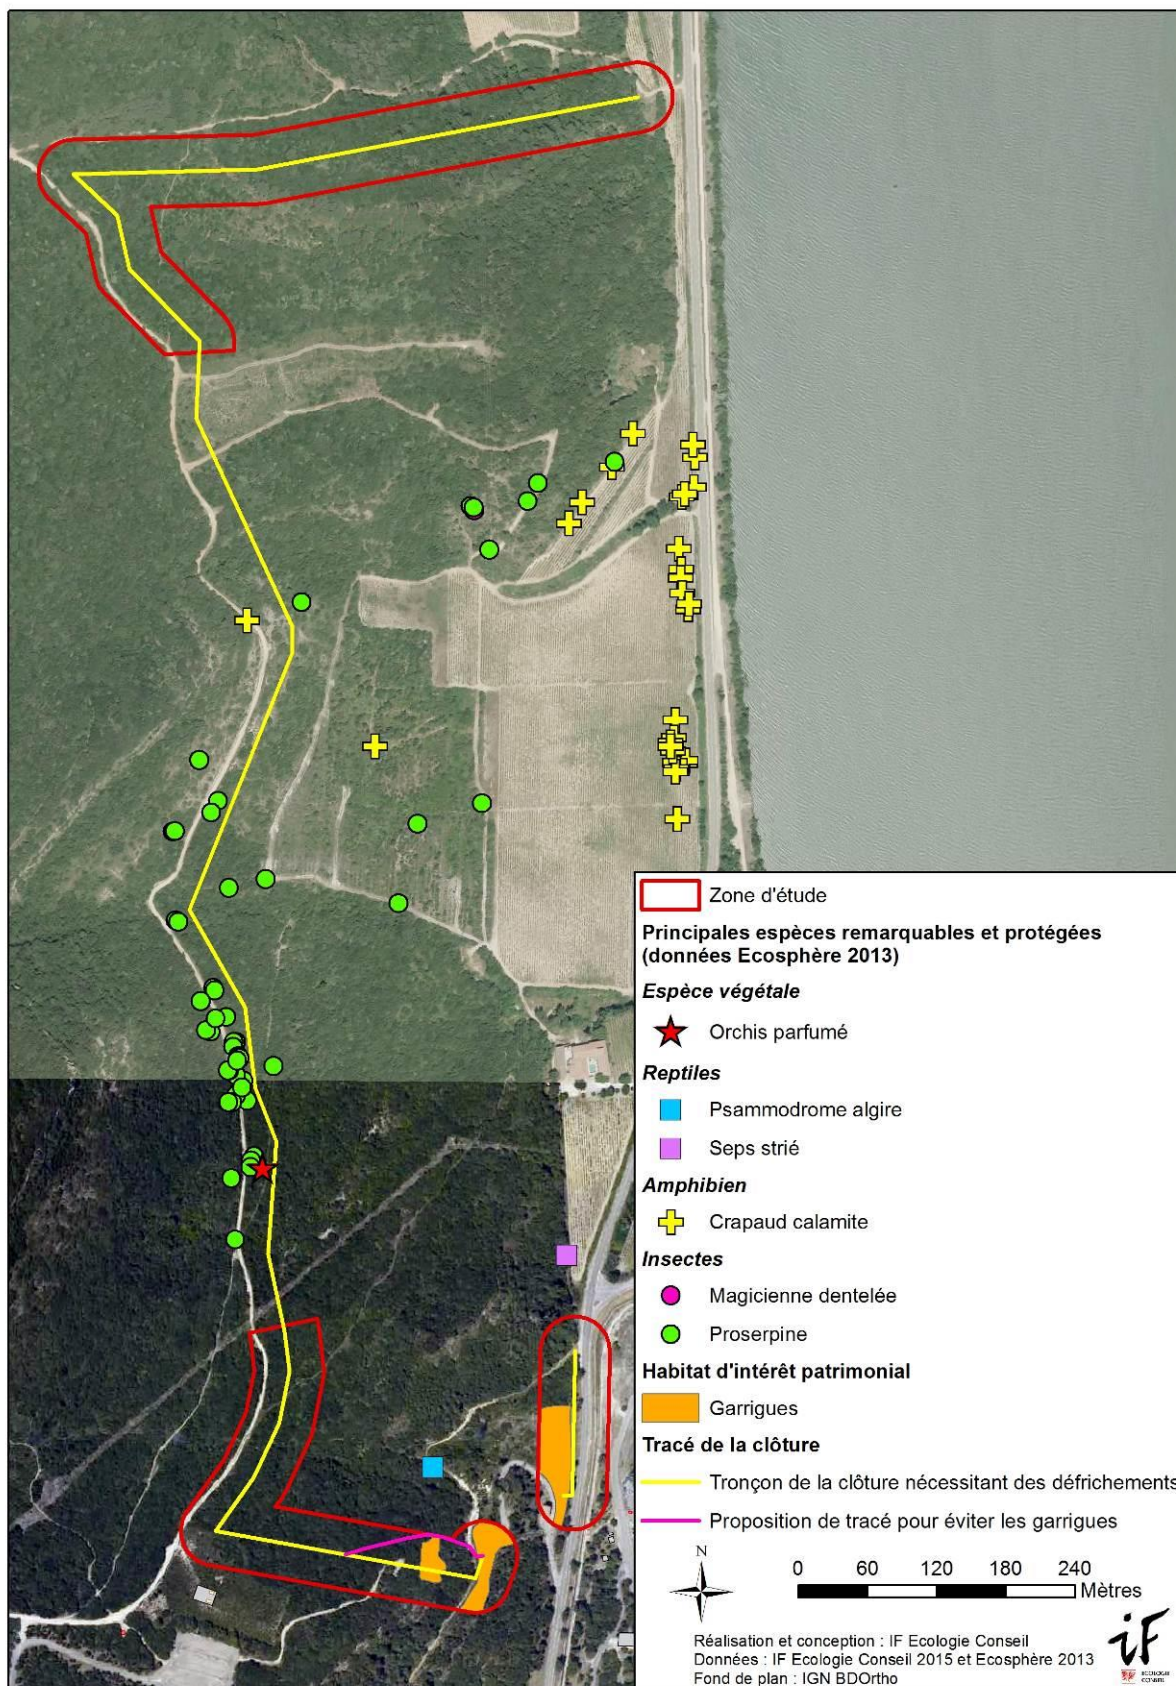 Zone d'étude
Principales espèces remarquables et protégées
(données Ecosphère 2013)
Espèce végétale
Orchis parfumé
Reptiles
Psammodrome algire
Seps strié
Amphibien
Crapaud calamite
Insectes
Magicienne dentelée
Proserpine
Habitat d'intérêt patrimonial
Garrigues
Tracé de la clôture
Tronçon de la clôture nécessitant des défrichements
Proposition de tracé pour éviter les garrigues
N
0 60 120 180 240
Mètres
Réalisation et conception : IF Ecologie Conseil
Données : IF Ecologie Conseil 2015 et Ecosphère 2013
Fond de plan : IGN BDOrtho
iF
ECOLOGIE
CONSEIL